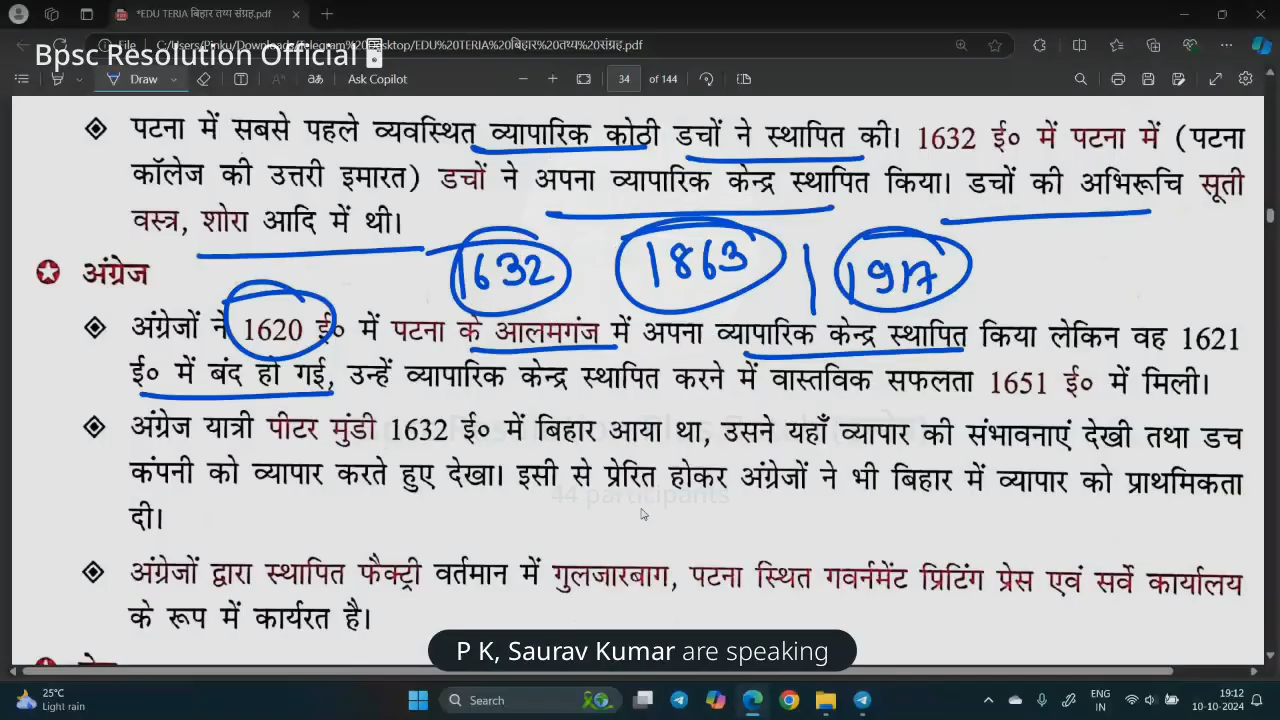 *EDU TERIA बिहार तथ्य संग्रह.pdf
File C:/Users/Pinku/Downloads/Telegram%20Desktop/EDU%20TERIA%20बिहार%20तथ्य%20संग्रह.pdf
Bpsc Resolution Official
Draw Ask Copilot 34 of 144
पटना में सबसे पहले व्यवस्थित व्यापारिक कोठी डचों ने स्थापित की। 1632 ई० में पटना में (पटना
कॉलेज की उत्तरी इमारत) डचों ने अपना व्यापारिक केन्द्र स्थापित किया। डचों की अभिरूचि सूती
वस्त्र, शोरा आदि में थी।
1632 1863 1917
अंग्रेज
अंग्रेजों ने 1620 ई० में पटना के आलमगंज में अपना व्यापारिक केन्द्र स्थापित किया लेकिन वह 1621
ई० में बंद हो गई, उन्हें व्यापारिक केन्द्र स्थापित करने में वास्तविक सफलता 1651 ई० में मिली।
अंग्रेज यात्री पीटर मुंडी 1632 ई० में बिहार आया था, उसने यहाँ व्यापार की संभावनाएं देखी तथा डच
कंपनी को व्यापार करते हुए देखा। इसी से प्रेरित होकर अंग्रेजों ने भी बिहार में व्यापार को प्राथमिकता
44 participants
दी।
अंग्रेजों द्वारा स्थापित फैक्ट्री वर्तमान में गुलजारबाग, पटना स्थित गवर्नमेंट प्रिटिंग प्रेस एवं सर्वे कार्यालय
के रूप में कार्यरत है।
P K, Saurav Kumar are speaking
25°C
Light rain
Search
ENG
IN
19:12
10-10-2024